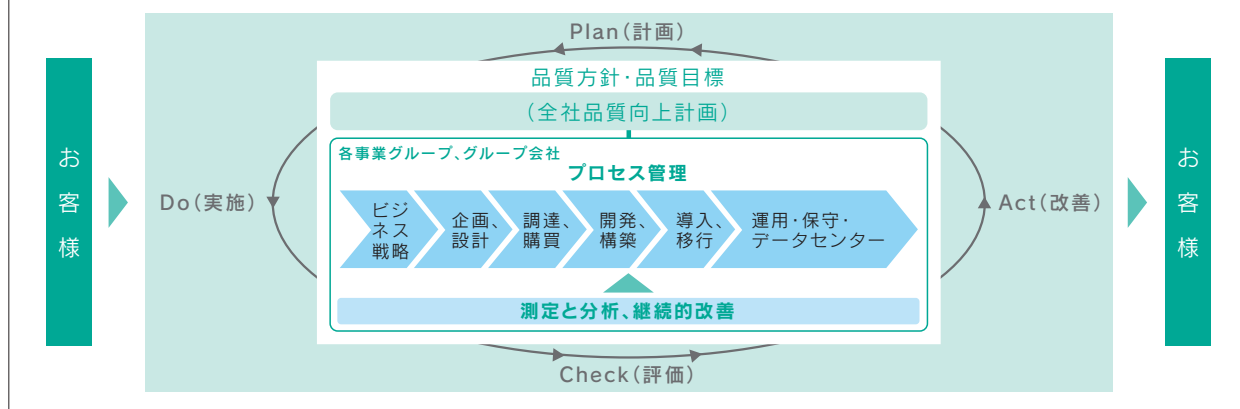 Plan(計画)
品質方針・品質目標
(全社品質向上計画)
お客様
Do(実施)
各事業グループ、グループ会社
プロセス管理
ビジ
ネス
戦略
企画、
設計
調達、
購買
開発、
構築
導入、
移行
運用・保守・
データセンター
測定と分析、継続的改善
Act(改善)
お客様
Check(評価)